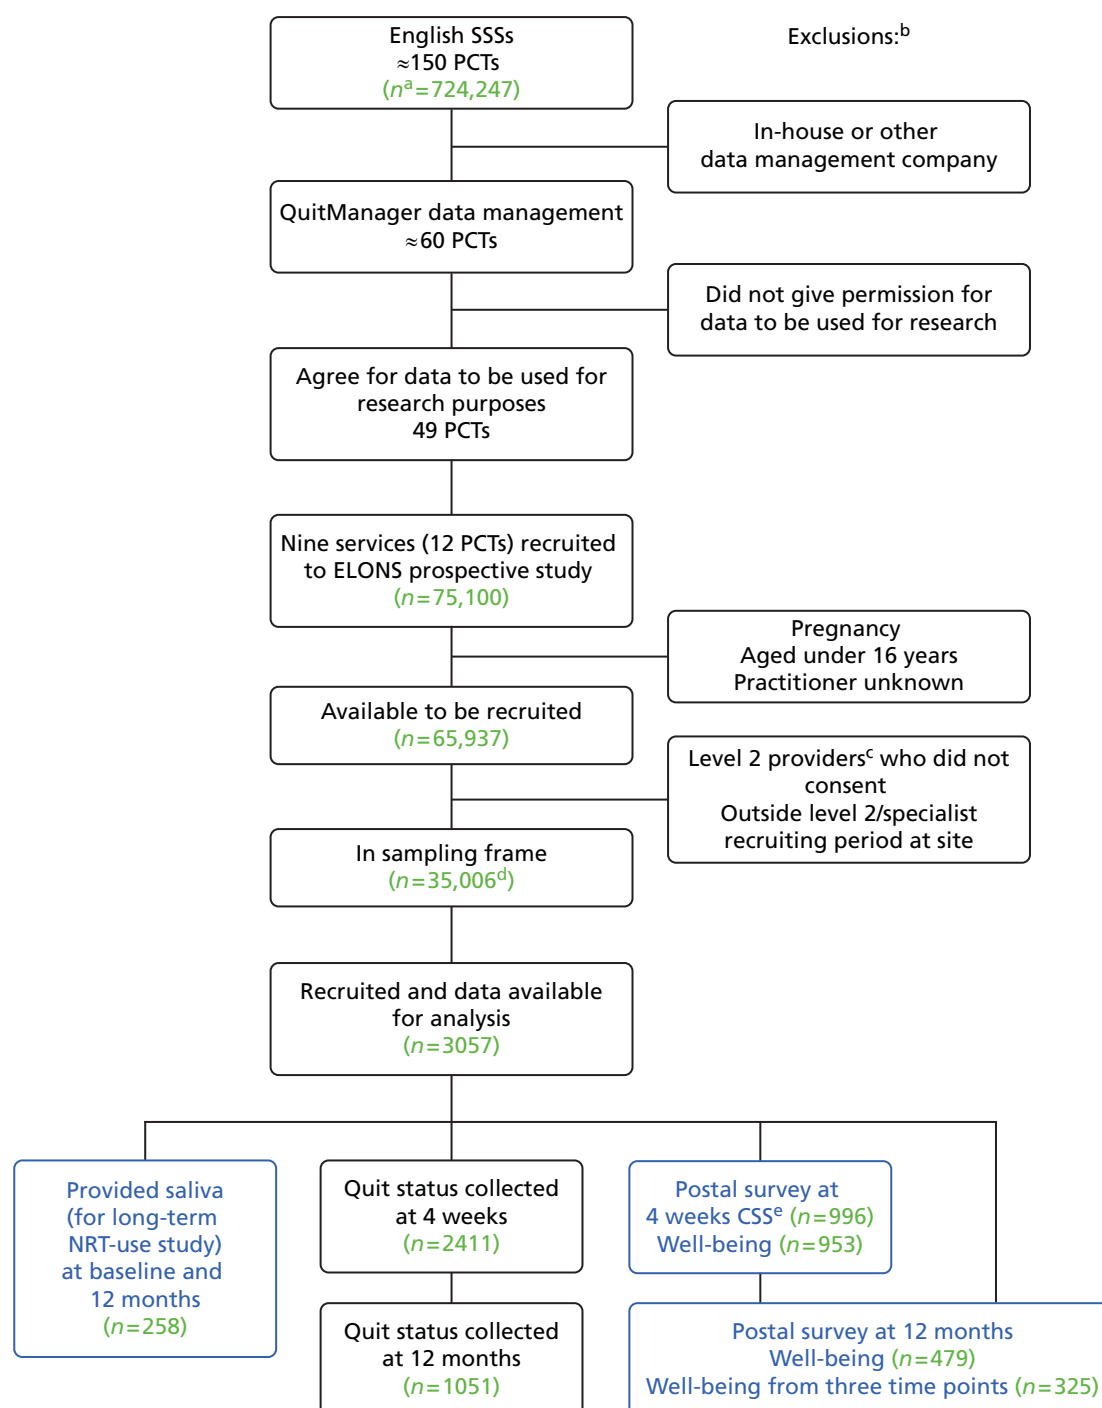 English SSSs
≈150 PCTs
(nᵃ=724,247)
Exclusions:ᵇ
In-house or other
data management company
QuitManager data management
≈60 PCTs
Did not give permission for
data to be used for research
Agree for data to be used for
research purposes
49 PCTs
Nine services (12 PCTs) recruited
to ELONS prospective study
(n=75,100)
Pregnancy
Aged under 16 years
Practitioner unknown
Available to be recruited
(n=65,937)
Level 2 providersᶜ who did not
consent
Outside level 2/specialist
recruiting period at site
In sampling frame
(n=35,006ᵈ)
Recruited and data available
for analysis
(n=3057)
Provided saliva
(for long-term
NRT-use study)
at baseline and
12 months
(n=258)
Quit status collected
at 4 weeks
(n=2411)
Postal survey at
4 weeks CSSᵉ (n=996)
Well-being (n=953)
Quit status collected
at 12 months
(n=1051)
Postal survey at 12 months
Well-being (n=479)
Well-being from three time points (n=325)